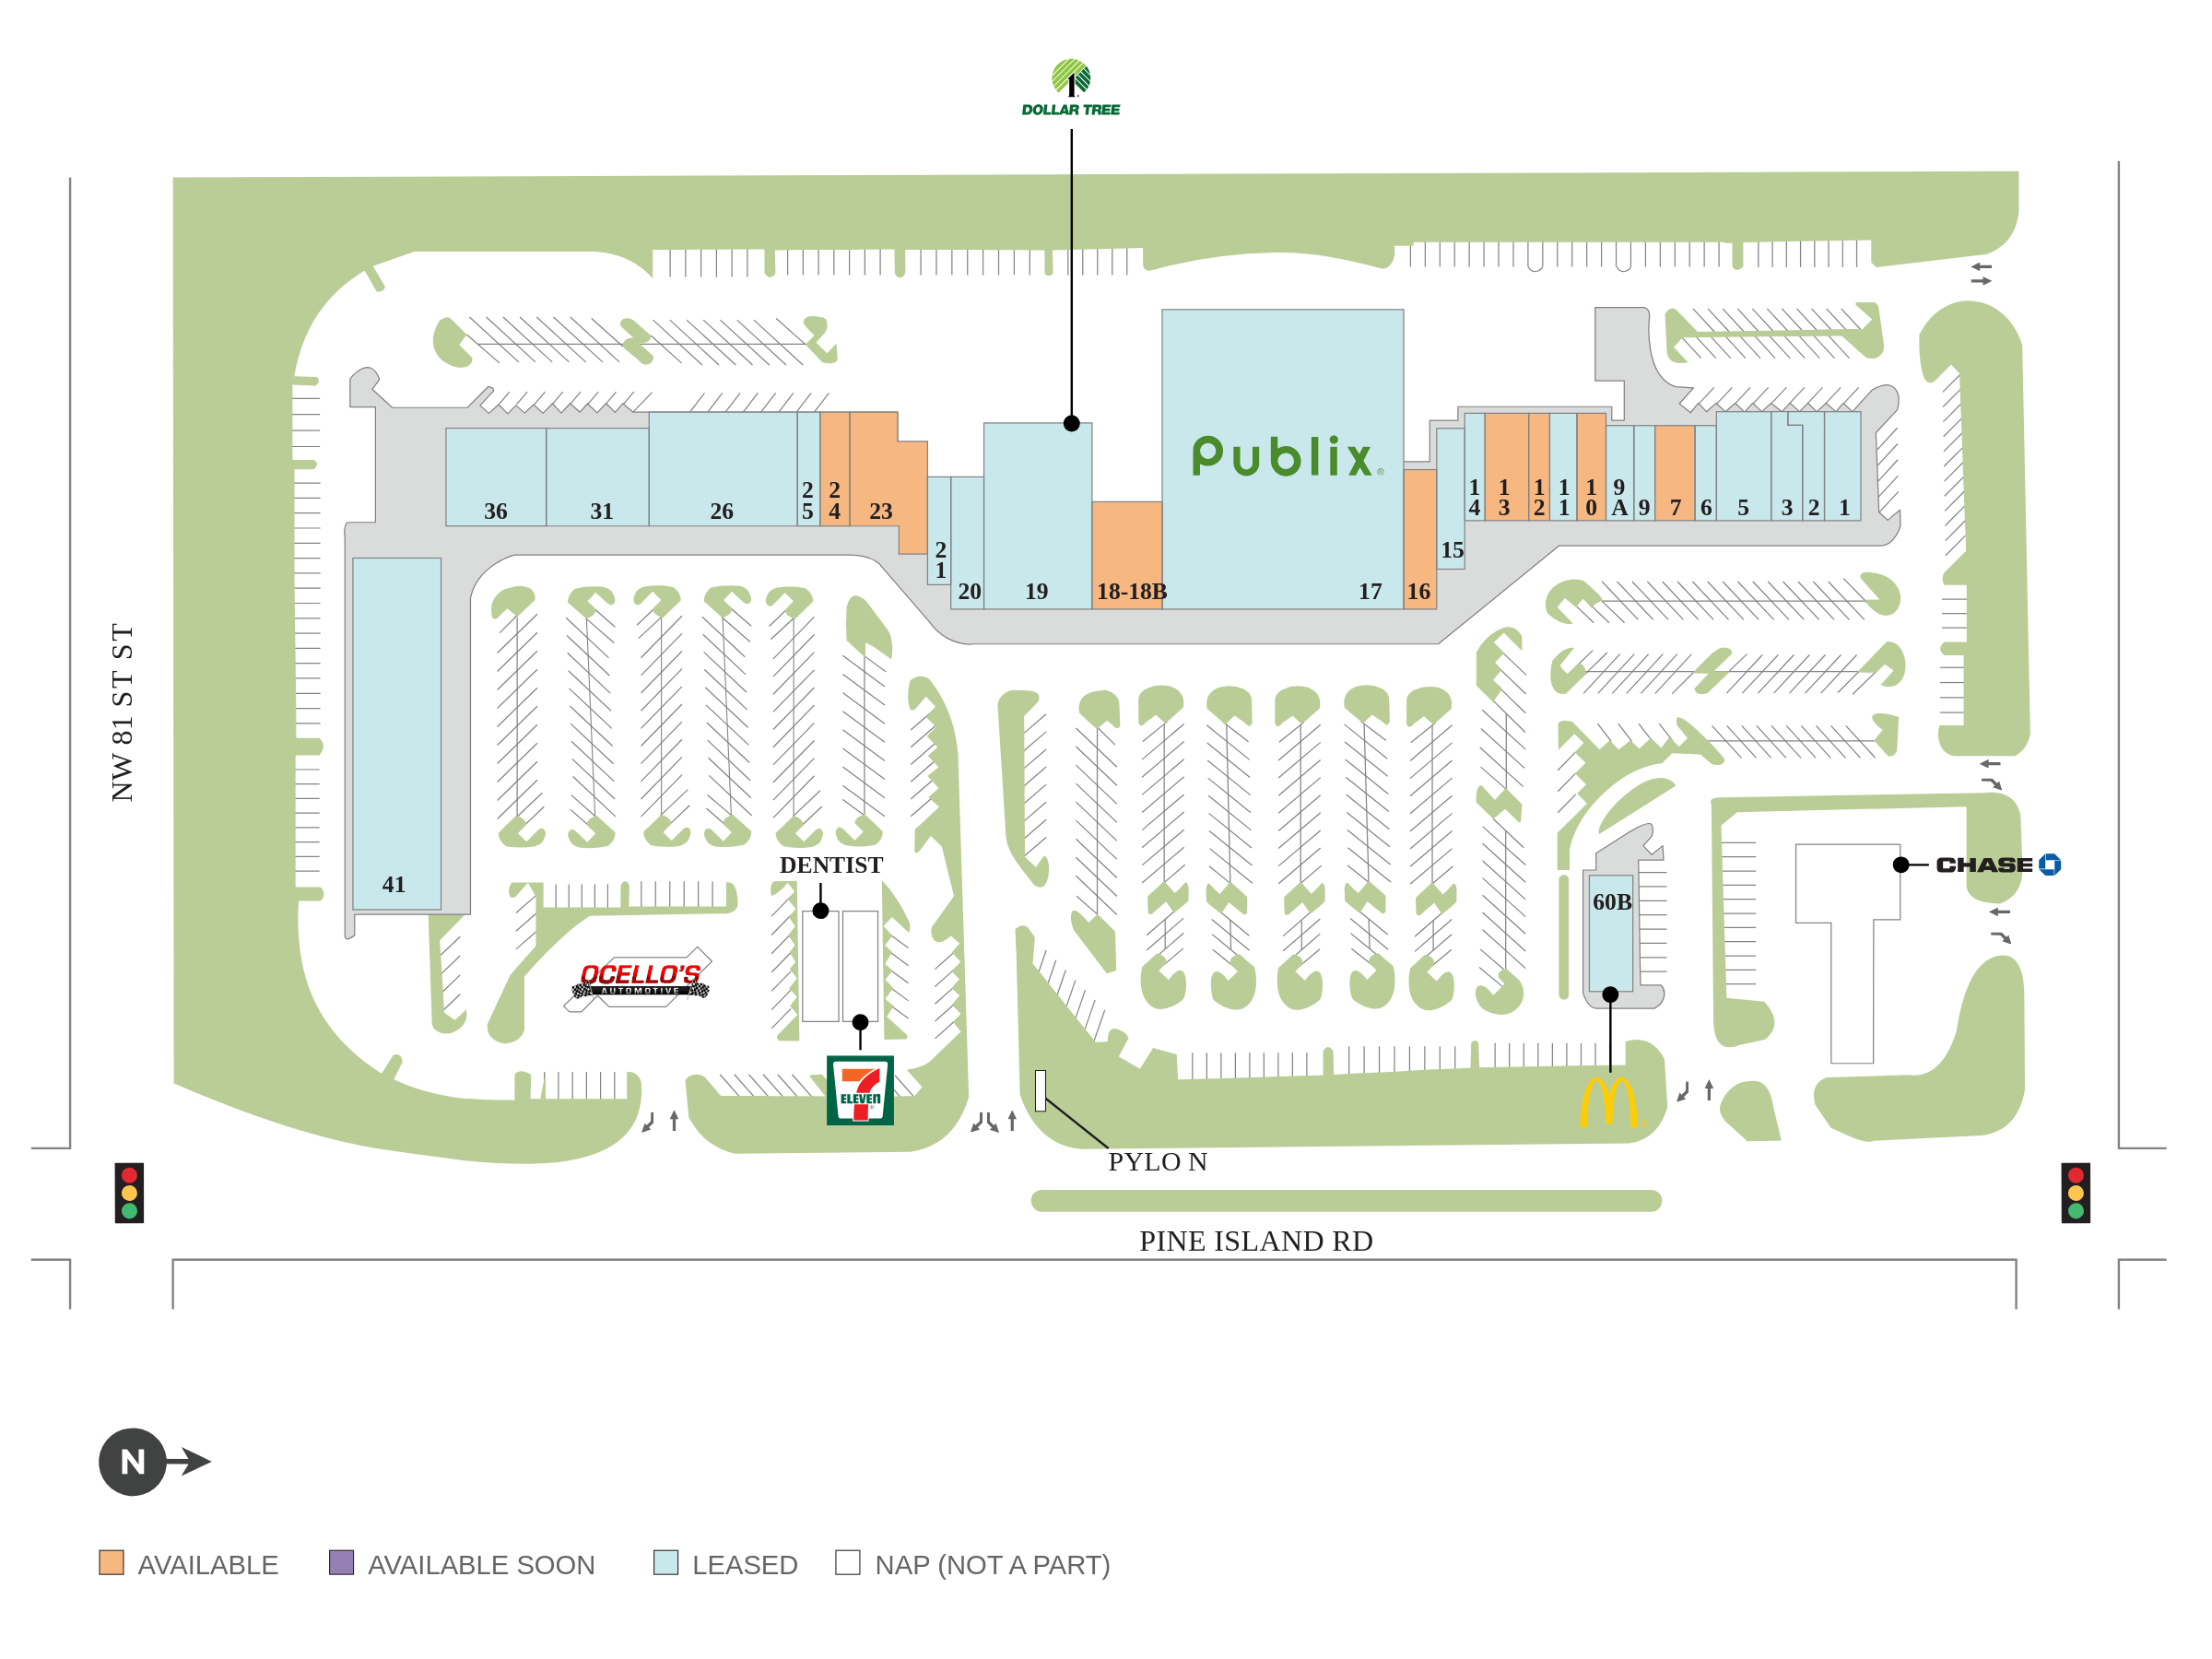 DOLLAR TREE
Publix®
36
31
26
25
24
23
21
20
19
18-18B
17
16
15
14
13
12
11
10
9A
9
7
6
5
3
2
1
41
NW 81 ST ST
DENTIST
OCELLO'S
AUTOMOTIVE
7
ELEVEN
60B
CHASE
PYLO N
PINE ISLAND RD
N
AVAILABLE
AVAILABLE SOON
LEASED
NAP (NOT A PART)